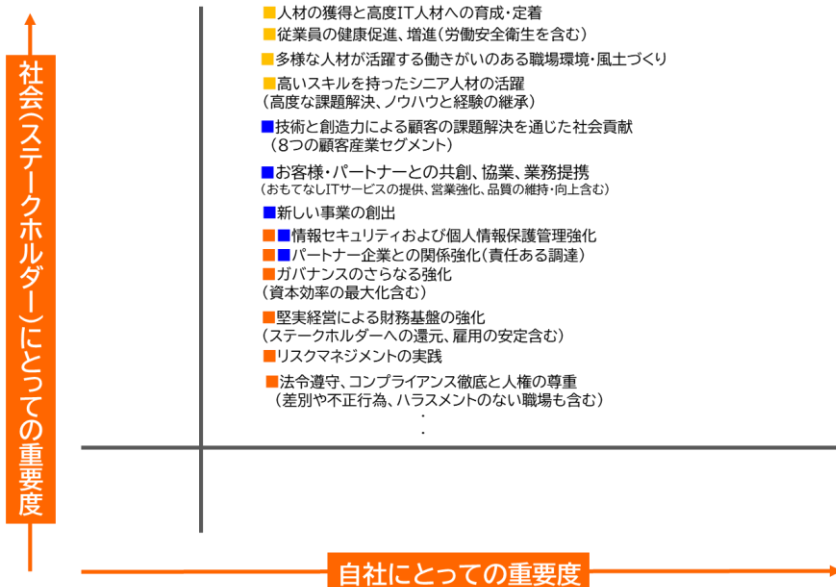 ■人材の獲得と高度IT人材への育成・定着
■従業員の健康促進、増進(労働安全衛生を含む)
■多様な人材が活躍する働きがいのある職場環境・風土づくり
■高いスキルを持ったシニア人材の活躍
(高度な課題解決、ノウハウと経験の継承)
■技術と創造力による顧客の課題解決を通じた社会貢献
(8つの顧客産業セグメント)
■お客様・パートナーとの共創、協業、業務提携
(おもてなしITサービスの提供、営業強化、品質の維持・向上含む)
■新しい事業の創出
■■情報セキュリティおよび個人情報保護管理強化
■■パートナー企業との関係強化(責任ある調達)
■ガバナンスのさらなる強化
(資本効率の最大化含む)
■堅実経営による財務基盤の強化
(ステークホルダーへの還元、雇用の安定含む)
■リスクマネジメントの実践
■法令遵守、コンプライアンス徹底と人権の尊重
(差別や不正行為、ハラスメントのない職場も含む)
・
・
社会(ステークホルダー)にとっての重要度
自社にとっての重要度